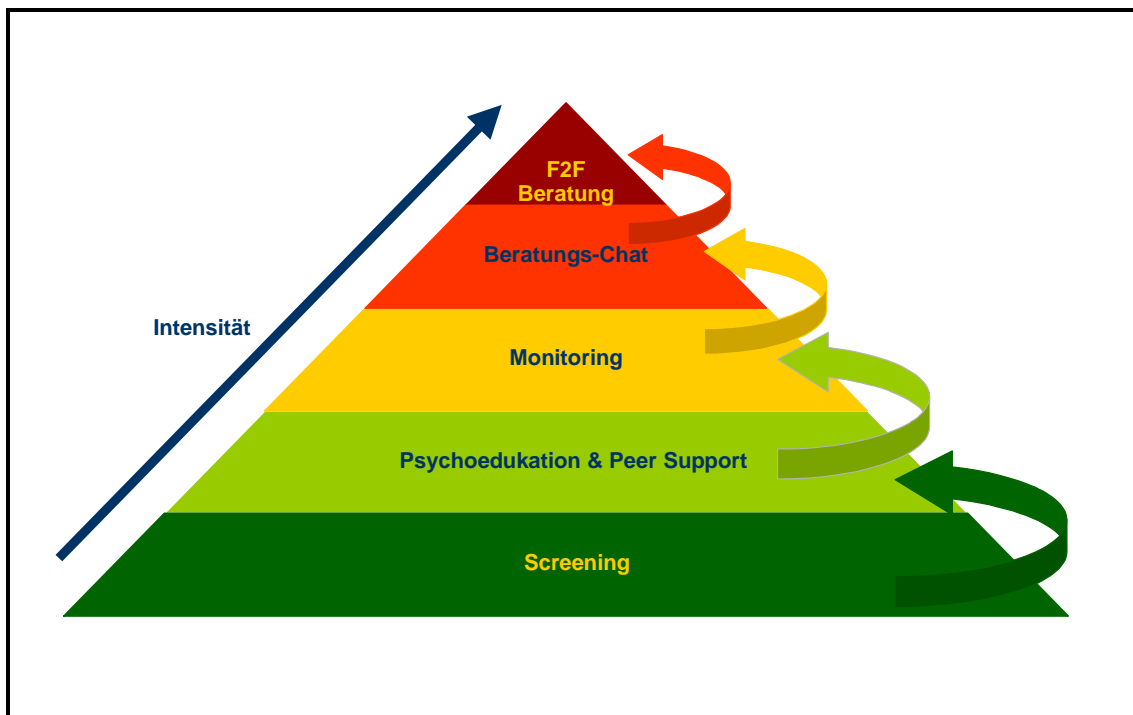 F2F
Beratung
Beratungs-Chat
Intensität
Monitoring
Psychoedukation & Peer Support
Screening